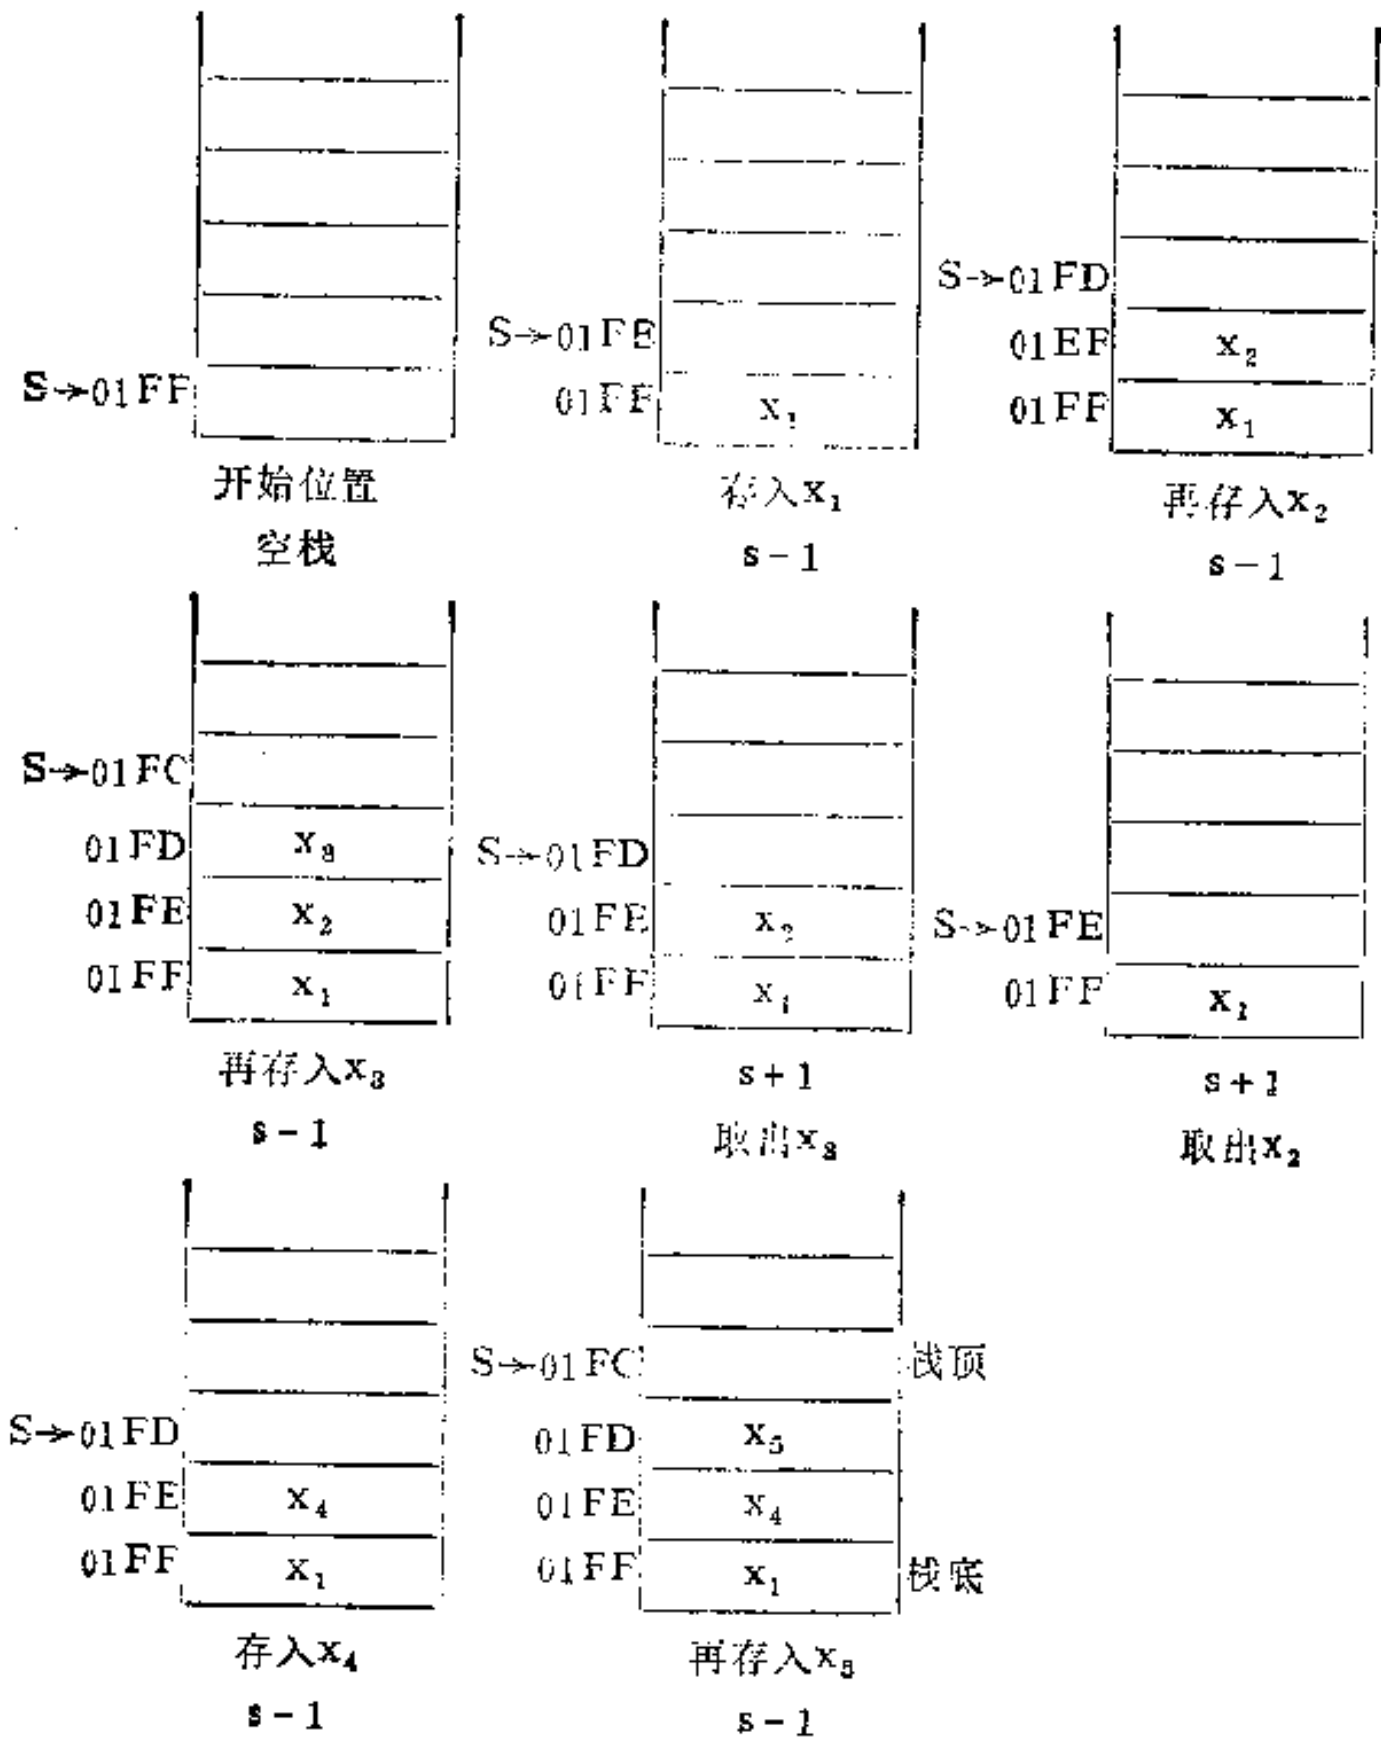 S→01FF
开始位置
空栈
S→01FE
01FF
x₁
存入x₁
s-1
S→01FD
01EF
x₂
01FF
x₁
再存入x₂
s-1
S→01FC
01FD
x₃
01FE
x₂
01FF
x₁
再存入x₃
s-1
S→01FD
01FE
x₂
01FF
x₁
s+1
取出x₃
S→01FE
01FF
x₁
s+1
取出x₂
S→01FD
01FE
x₄
01FF
x₁
存入x₄
s-1
S→01FC
栈顶
01FD
x₅
01FE
x₄
01FF
x₁
栈底
再存入x₅
s-1